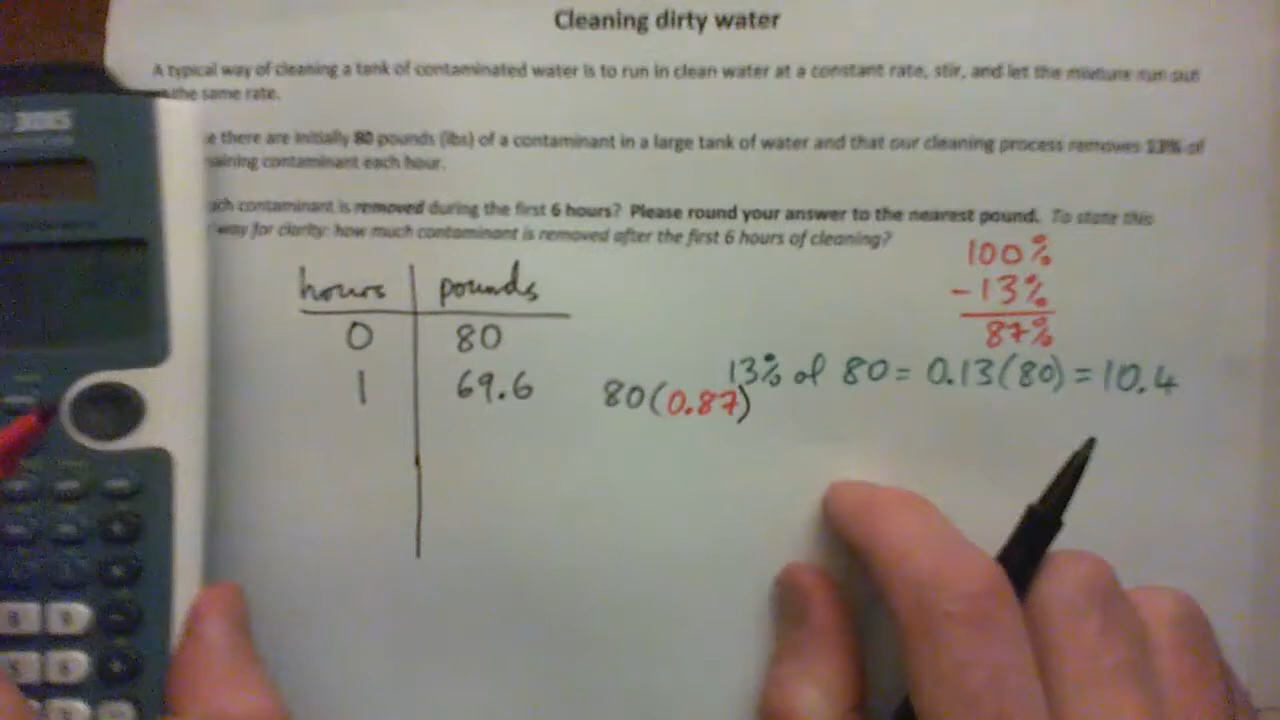 Cleaning dirty water
A typical way of cleaning a tank of contaminated water is to run in clean water at a constant rate, stir, and let the mixture run out
the same rate.
e there are initially 80 pounds (lbs) of a contaminant in a large tank of water and that our cleaning process removes 13% of
aining contaminant each hour.
uch contaminant is removed during the first 6 hours? Please round your answer to the nearest pound. To state this
way for clarity: how much contaminant is removed after the first 6 hours of cleaning?
100%
-13%
87%
hours pounds
0 80
13% of 80 = 0.13(80) = 10.4
1 69.6 80(0.87)